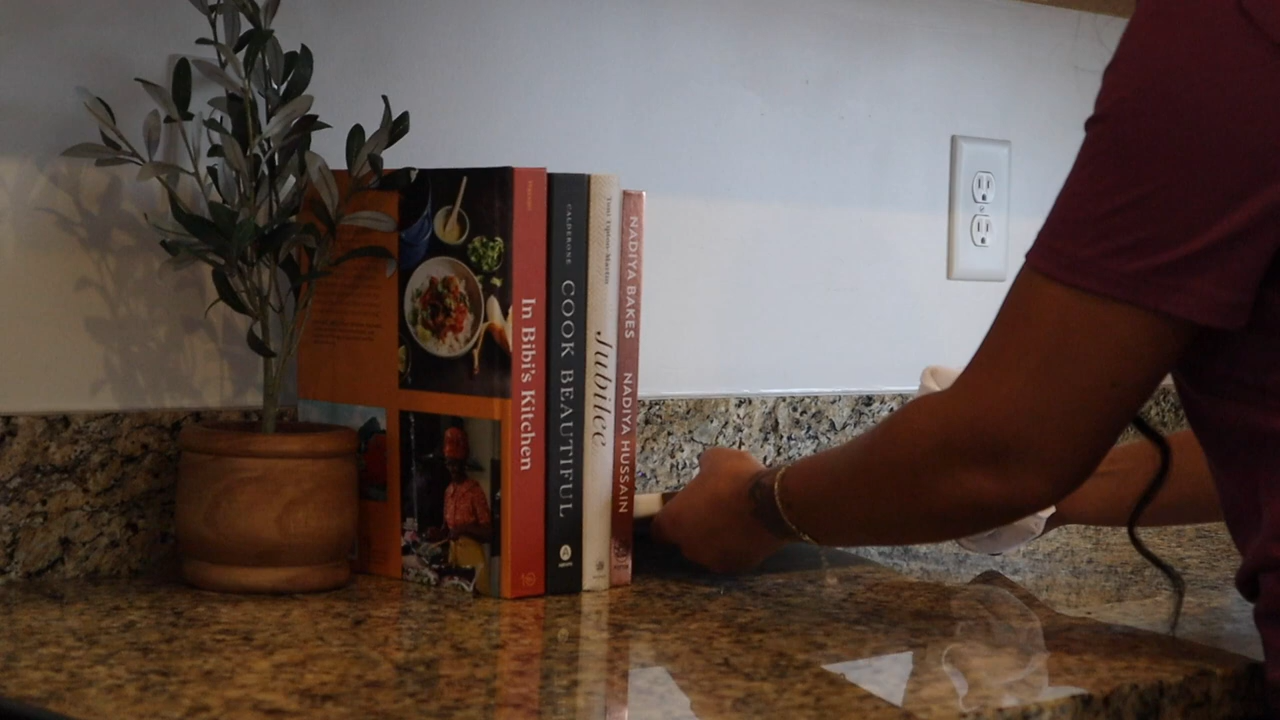 In Bibi's Kitchen
CALDERONE COOK BEAUTIFUL
Toni Tipton-Martin Jubilee
NADIYA BAKES NADIYA HUSSAIN